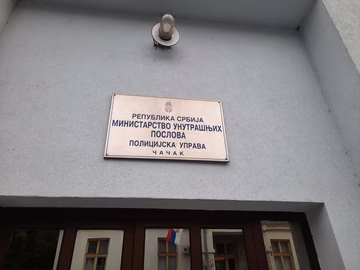 РЕПУБЛИКА СРБИЈА
МИНИСТАРСТВО УНУТРАШЊИХ
ПОСЛОВА
ПОЛИЦИЈСКА УПРАВА
ЧАЧАК